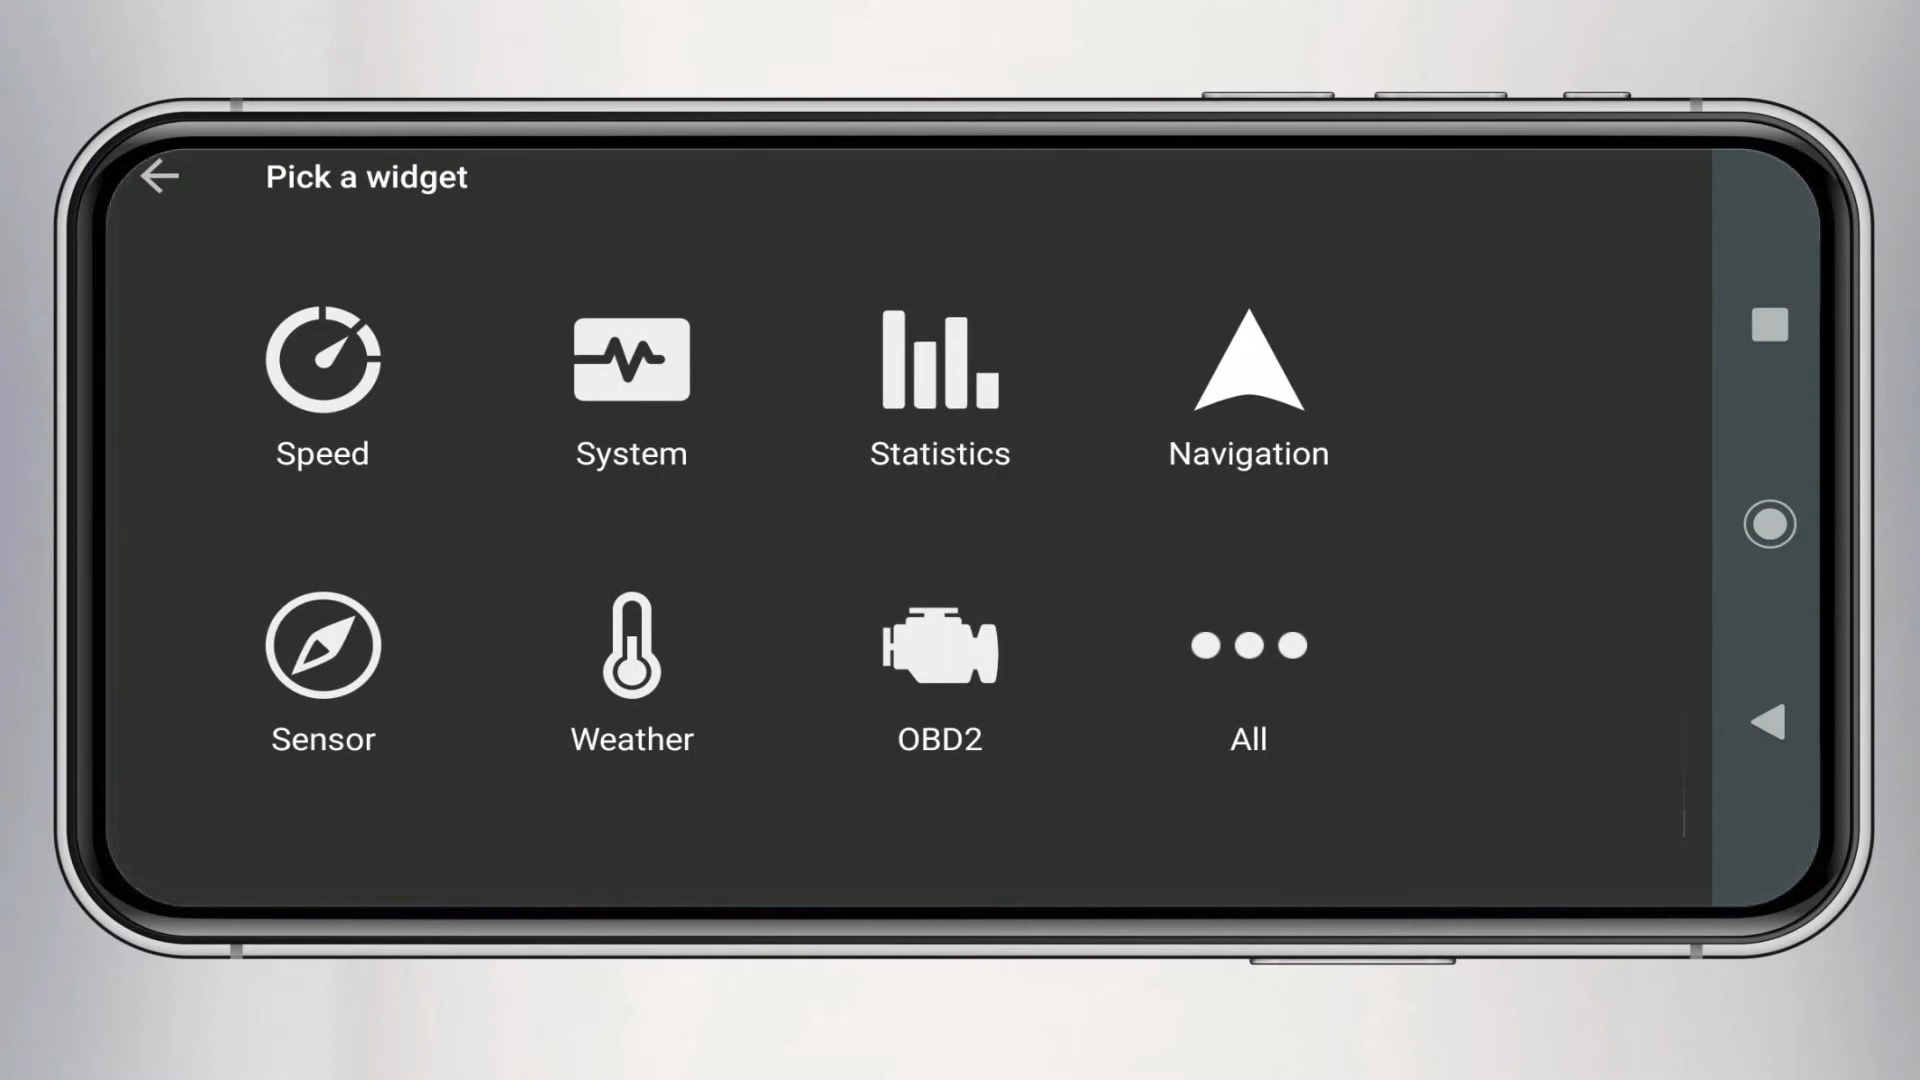 Pick a widget
Speed
System
Statistics
Navigation
Sensor
Weather
OBD2
All